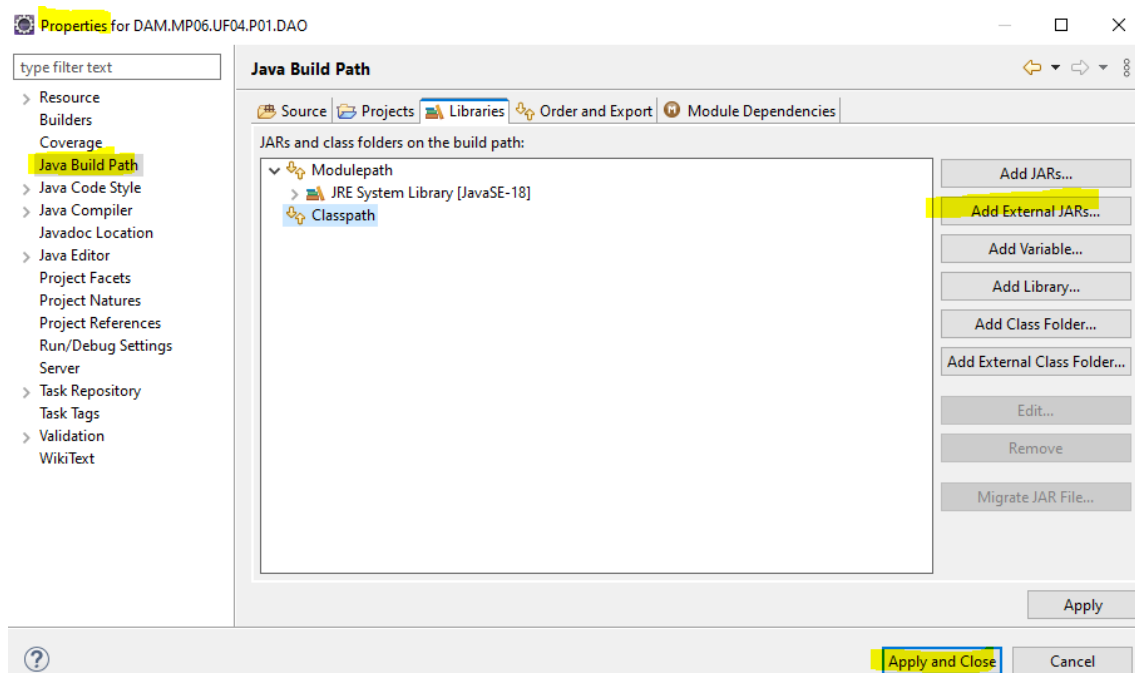 Properties for DAM.MP06.UF04.P01.DAO
type filter text
Resource
Builders
Coverage
Java Build Path
Java Code Style
Java Compiler
Javadoc Location
Java Editor
Project Facets
Project Natures
Project References
Run/Debug Settings
Server
Task Repository
Task Tags
Validation
WikiText
Java Build Path
Source Projects Libraries Order and Export Module Dependencies
JARs and class folders on the build path:
Modulepath
JRE System Library [JavaSE-18]
Classpath
Add JARs...
Add External JARs...
Add Variable...
Add Library...
Add Class Folder...
Add External Class Folder...
Edit...
Remove
Migrate JAR File...
Apply
Apply and Close Cancel